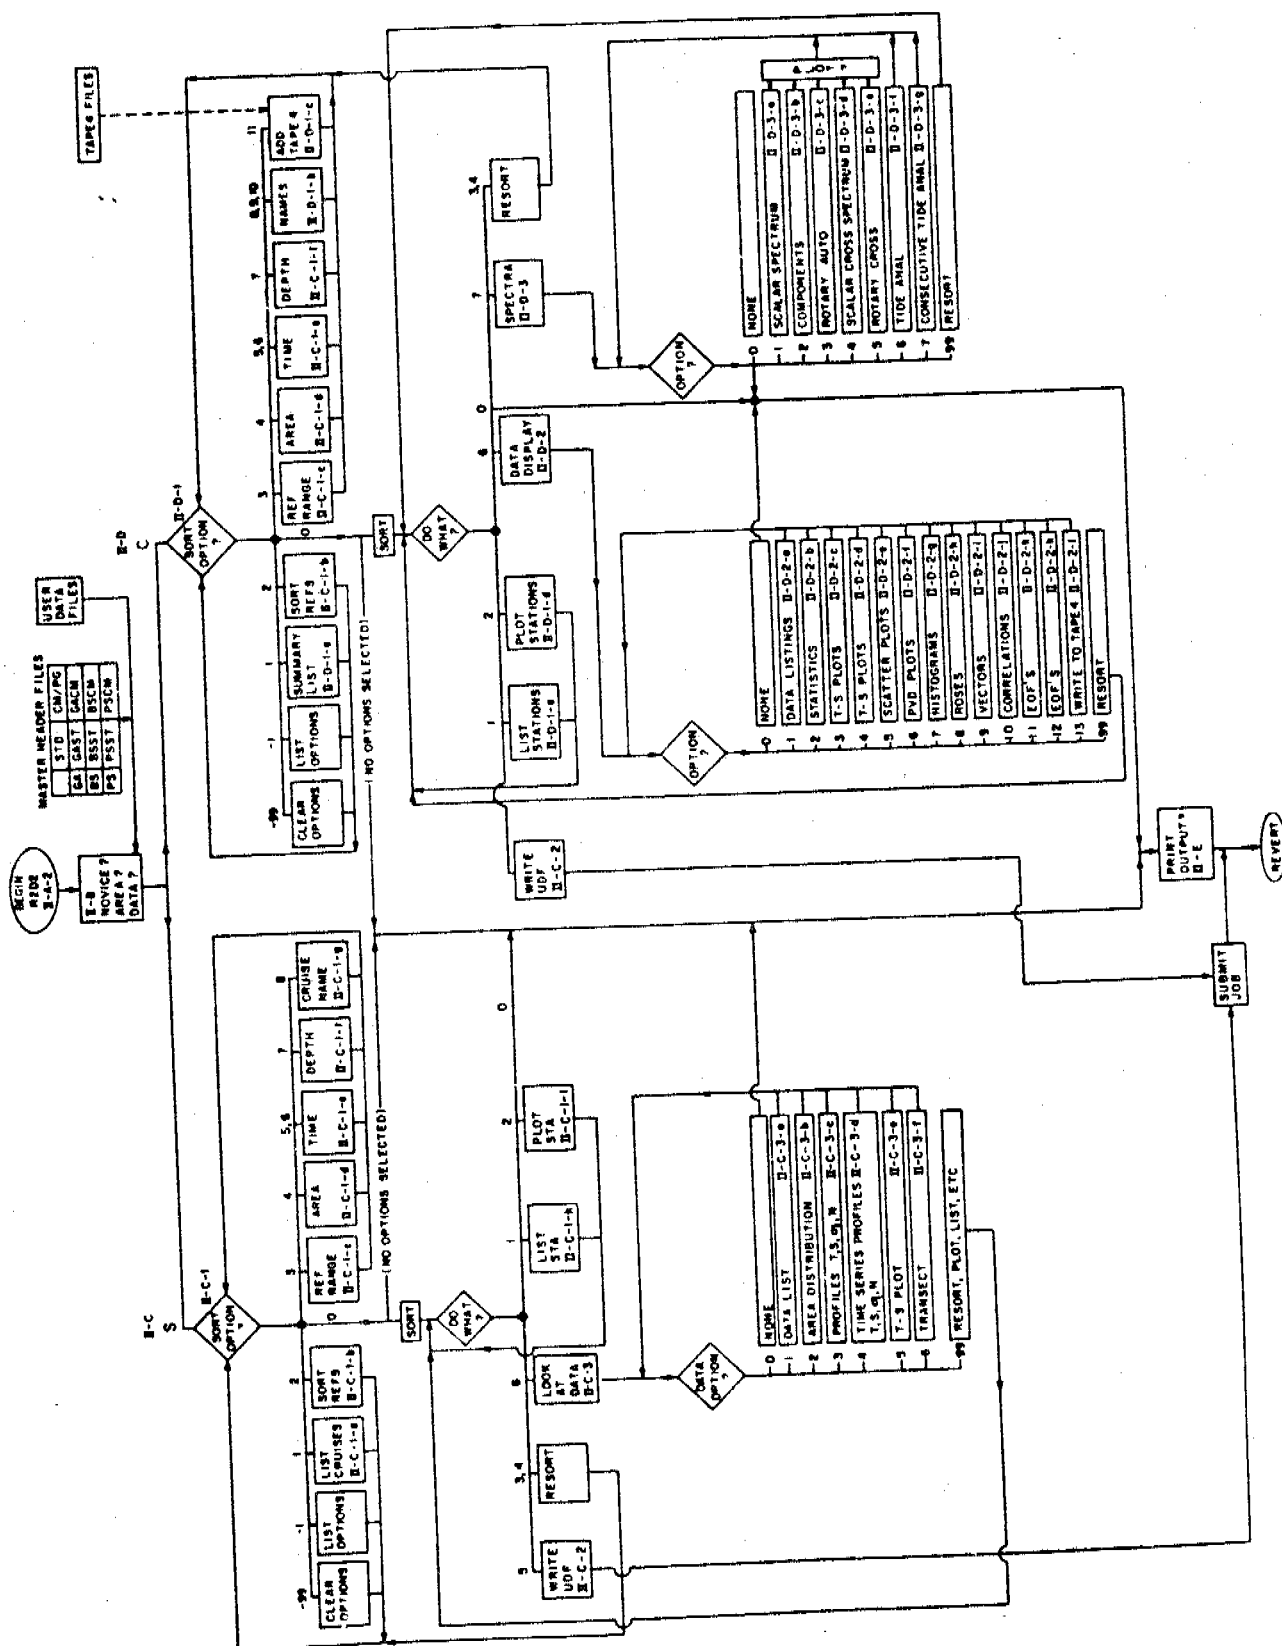 BEGIN
R2D2
II-A-2
II-B
NOVICE?
AREA?
DATA?
MASTER HEADER FILES
STD CM/PG
GA GAST GACM
BS BSST BSCM
PS PSST PSCM
USER
DATA
FILES
TAPE4 FILES
II-C
S
II-C-1
SORT
OPTION
?
-99
CLEAR
OPTIONS
-1
LIST
OPTIONS
1
LIST
CRUISES
II-C-1-a
2
SORT
REFS
II-C-1-b
0
3
REF
RANGE
II-C-1-c
4
AREA
II-C-1-d
5,6
TIME
II-C-1-e
7
DEPTH
II-C-1-f
8
CRUISE
NAME
II-C-1-g
(NO OPTIONS SELECTED)
SORT
DO
WHAT
?
5
WRITE
UDF
II-C-2
3,4
RESORT
6
LOOK
AT
DATA
II-C-3
1
LIST
STA
II-C-1-h
2
PLOT
STA
II-C-1-i
0
DATA
OPTION
?
0 NONE
1 DATA LIST II-C-3-a
2 AREA DISTRIBUTION II-C-3-b
3 PROFILES T,S,σt,N II-C-3-c
4 TIME SERIES PROFILES II-C-3-d
T,S,σt,N
5 T-S PLOT II-C-3-e
6 TRANSECT II-C-3-f
99 RESORT, PLOT, LIST, ETC
II-D
C
II-D-1
SORT
OPTION
?
-99
CLEAR
OPTIONS
-1
LIST
OPTIONS
1
SUMMARY
LIST
II-D-1-a
2
SORT
REFS
II-C-1-b
0
3
REF
RANGE
II-C-1-c
4
AREA
II-C-1-d
5,6
TIME
II-C-1-e
7
DEPTH
II-C-1-f
8,9,10
NAMES
II-D-1-b
11
ADD
TAPE4
II-D-1-c
(NO OPTIONS SELECTED)
SORT
DO
WHAT
?
WRITE
UDF
II-C-2
1
LIST
STATIONS
II-D-1-e
2
PLOT
STATIONS
II-D-1-d
6
DATA
DISPLAY
II-D-2
0
7
SPECTRA
II-D-3
3,4
RESORT
OPTION
?
0 NONE
1 DATA LISTINGS II-D-2-a
2 STATISTICS II-D-2-b
3 T-S PLOTS II-D-2-c
4 T-S PLOTS II-D-2-d
5 SCATTER PLOTS II-D-2-e
6 PVD PLOTS II-D-2-f
7 HISTOGRAMS II-D-2-g
8 ROSES II-D-2-h
9 VECTORS II-D-2-i
10 CORRELATIONS II-D-2-j
11 EOF'S II-D-2-k
12 EOF'S II-D-2-k
13 WRITE TO TAPE4 II-D-2-l
99 RESORT
OPTION
?
0 NONE
1 SCALAR SPECTRUM II-D-3-a
2 COMPONENTS II-D-3-b
3 ROTARY AUTO II-D-3-c
4 SCALAR CROSS SPECTRUM II-D-3-d
5 ROTARY CROSS II-D-3-e
6 TIDE ANAL II-D-3-f
7 CONSECUTIVE TIDE ANAL II-D-3-g
99 RESORT
PRINT
OUTPUT?
II-E
SUBMIT
JOB
REVERT